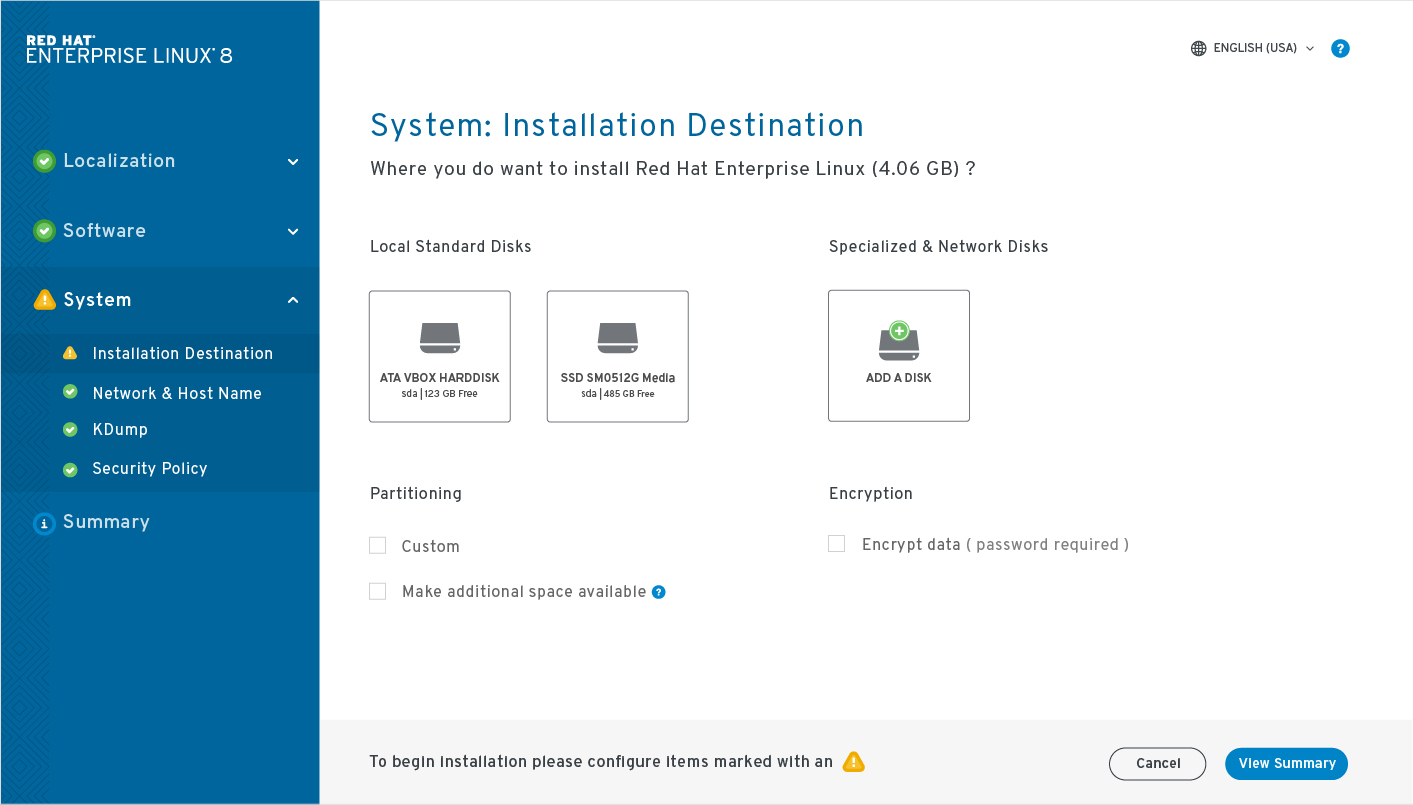 RED HAT
ENTERPRISE LINUX 8
ENGLISH (USA)
?
Localization
Software
System
Installation Destination
Network & Host Name
KDump
Security Policy
Summary
System: Installation Destination
Where you do want to install Red Hat Enterprise Linux (4.06 GB) ?
Local Standard Disks
Specialized & Network Disks
ATA VBOX HARDDISK
sda | 123 GB Free
SSD SM0512G Media
sda | 485 GB Free
ADD A DISK
Partitioning
Encryption
Custom
Encrypt data ( password required )
Make additional space available ?
To begin installation please configure items marked with an
Cancel
View Summary